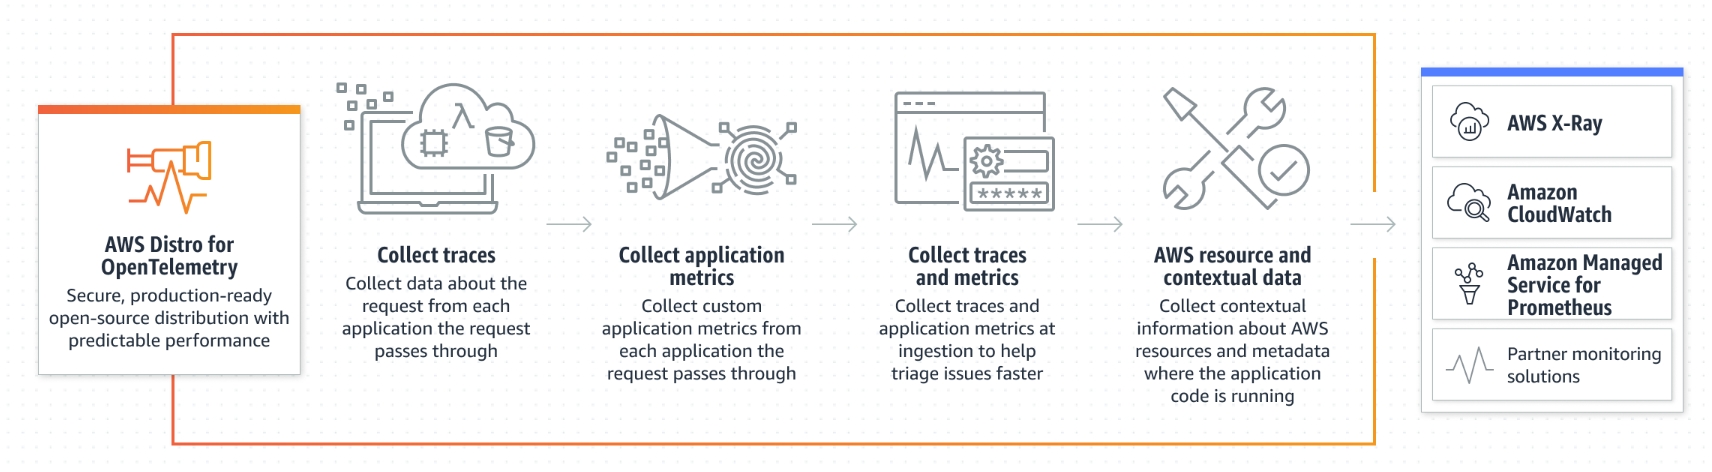 AWS Distro for
OpenTelemetry
Secure, production-ready
open-source distribution with
predictable performance
Collect traces
Collect data about the
request from each
application the request
passes through
Collect application
metrics
Collect custom
application metrics from
each application the
request passes through
Collect traces
and metrics
Collect traces and
application metrics at
ingestion to help
triage issues faster
*****
AWS resource and
contextual data
Collect contextual
information about AWS
resources and metadata
where the application
code is running
AWS X-Ray
Amazon
CloudWatch
Amazon Managed
Service for
Prometheus
Partner monitoring
solutions